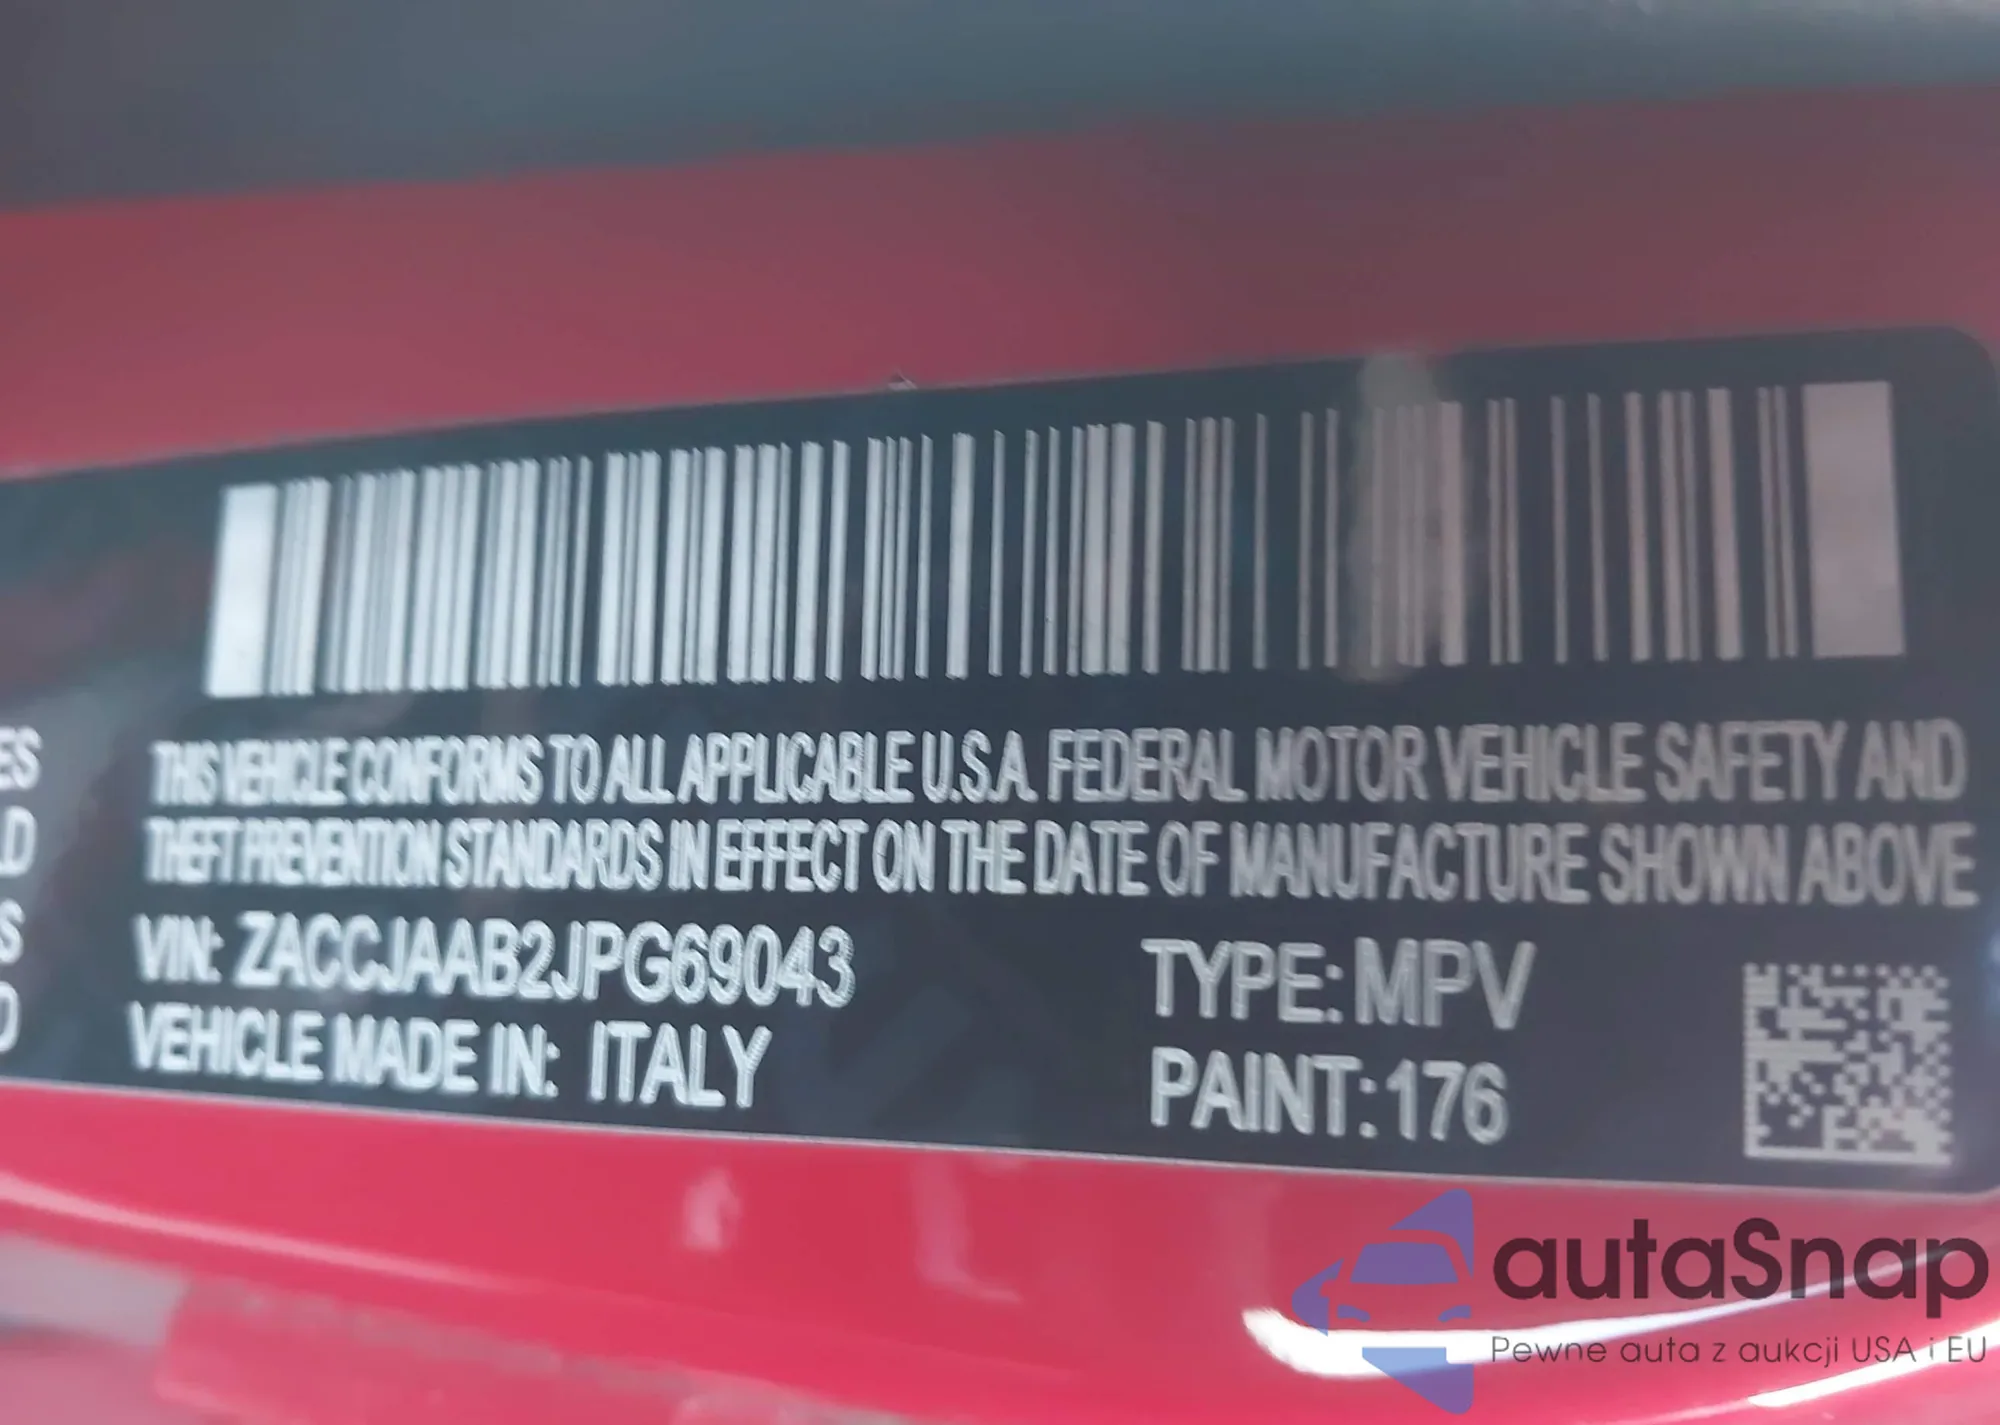 ES
LD
S
D
THIS VEHICLE CONFORMS TO ALL APPLICABLE U.S.A. FEDERAL MOTOR VEHICLE SAFETY AND
THEFT PREVENTION STANDARDS IN EFFECT ON THE DATE OF MANUFACTURE SHOWN ABOVE
VIN: ZACCJAAB2JPG69043
TYPE: MPV
VEHICLE MADE IN: ITALY
PAINT: 176
autaSnap
Pewne auta z aukcji USA i EU